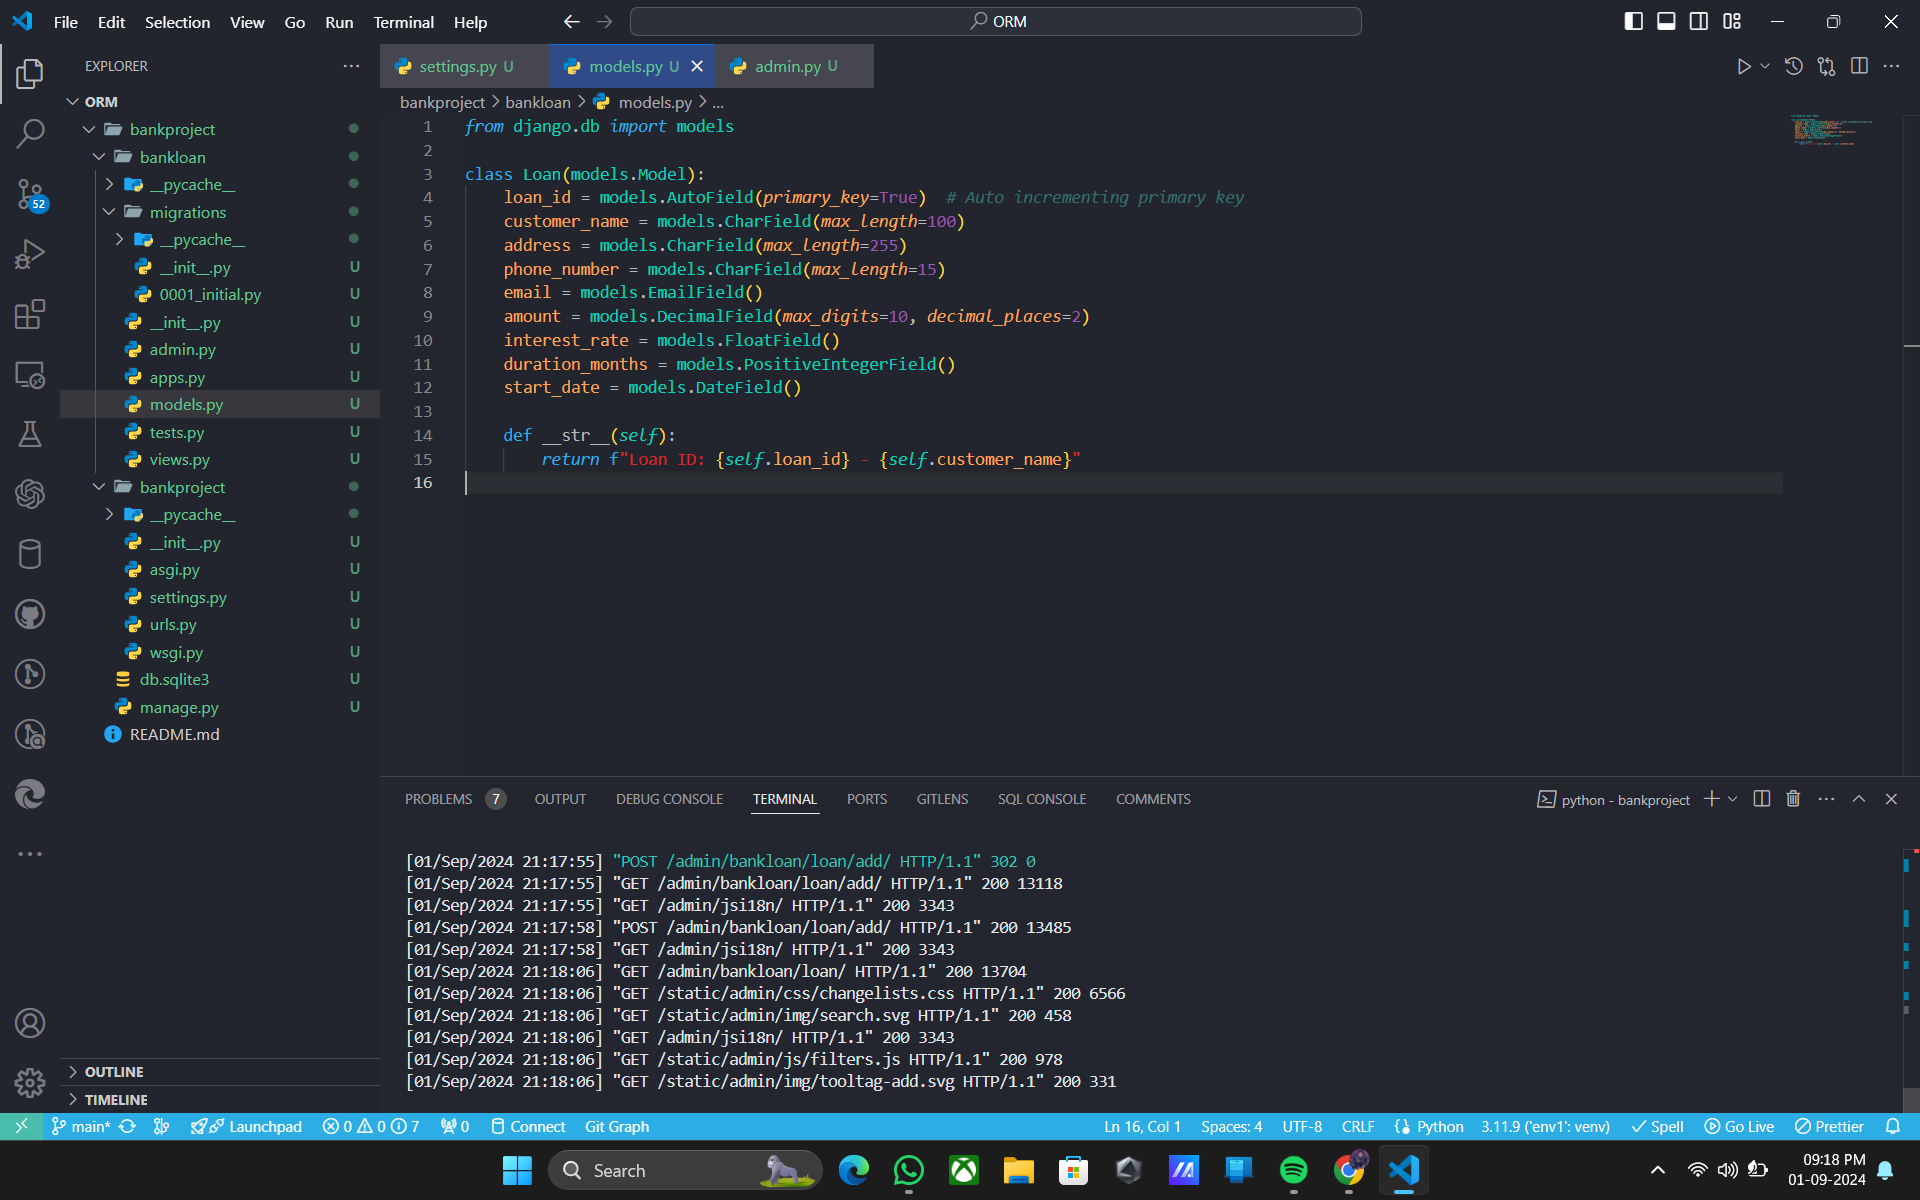 File Edit Selection View Go Run Terminal Help
ORM
EXPLORER
ORM
bankproject
bankloan
__pycache__
migrations
__pycache__
__init__.py U
0001_initial.py U
__init__.py U
admin.py U
apps.py U
models.py U
tests.py U
views.py U
bankproject
__pycache__
__init__.py U
asgi.py U
settings.py U
urls.py U
wsgi.py U
db.sqlite3 U
manage.py U
README.md
OUTLINE
TIMELINE
52
settings.py U models.py U admin.py U
bankproject > bankloan > models.py > ...
1 from django.db import models
2
3 class Loan(models.Model):
4 loan_id = models.AutoField(primary_key=True) # Auto incrementing primary key
5 customer_name = models.CharField(max_length=100)
6 address = models.CharField(max_length=255)
7 phone_number = models.CharField(max_length=15)
8 email = models.EmailField()
9 amount = models.DecimalField(max_digits=10, decimal_places=2)
10 interest_rate = models.FloatField()
11 duration_months = models.PositiveIntegerField()
12 start_date = models.DateField()
13
14 def __str__(self):
15 return f"Loan ID: {self.loan_id} - {self.customer_name}"
16
PROBLEMS 7 OUTPUT DEBUG CONSOLE TERMINAL PORTS GITLENS SQL CONSOLE COMMENTS
python - bankproject
[01/Sep/2024 21:17:55] "POST /admin/bankloan/loan/add/ HTTP/1.1" 302 0
[01/Sep/2024 21:17:55] "GET /admin/bankloan/loan/add/ HTTP/1.1" 200 13118
[01/Sep/2024 21:17:55] "GET /admin/jsi18n/ HTTP/1.1" 200 3343
[01/Sep/2024 21:17:58] "POST /admin/bankloan/loan/add/ HTTP/1.1" 200 13485
[01/Sep/2024 21:17:58] "GET /admin/jsi18n/ HTTP/1.1" 200 3343
[01/Sep/2024 21:18:06] "GET /admin/bankloan/loan/ HTTP/1.1" 200 13704
[01/Sep/2024 21:18:06] "GET /static/admin/css/changelists.css HTTP/1.1" 200 6566
[01/Sep/2024 21:18:06] "GET /static/admin/img/search.svg HTTP/1.1" 200 458
[01/Sep/2024 21:18:06] "GET /admin/jsi18n/ HTTP/1.1" 200 3343
[01/Sep/2024 21:18:06] "GET /static/admin/js/filters.js HTTP/1.1" 200 978
[01/Sep/2024 21:18:06] "GET /static/admin/img/tooltag-add.svg HTTP/1.1" 200 331
main* Launchpad 0 0 7 0 Connect Git Graph Ln 16, Col 1 Spaces: 4 UTF-8 CRLF Python 3.11.9 ('env1': venv) Spell Go Live Prettier
Search
09:18 PM
01-09-2024